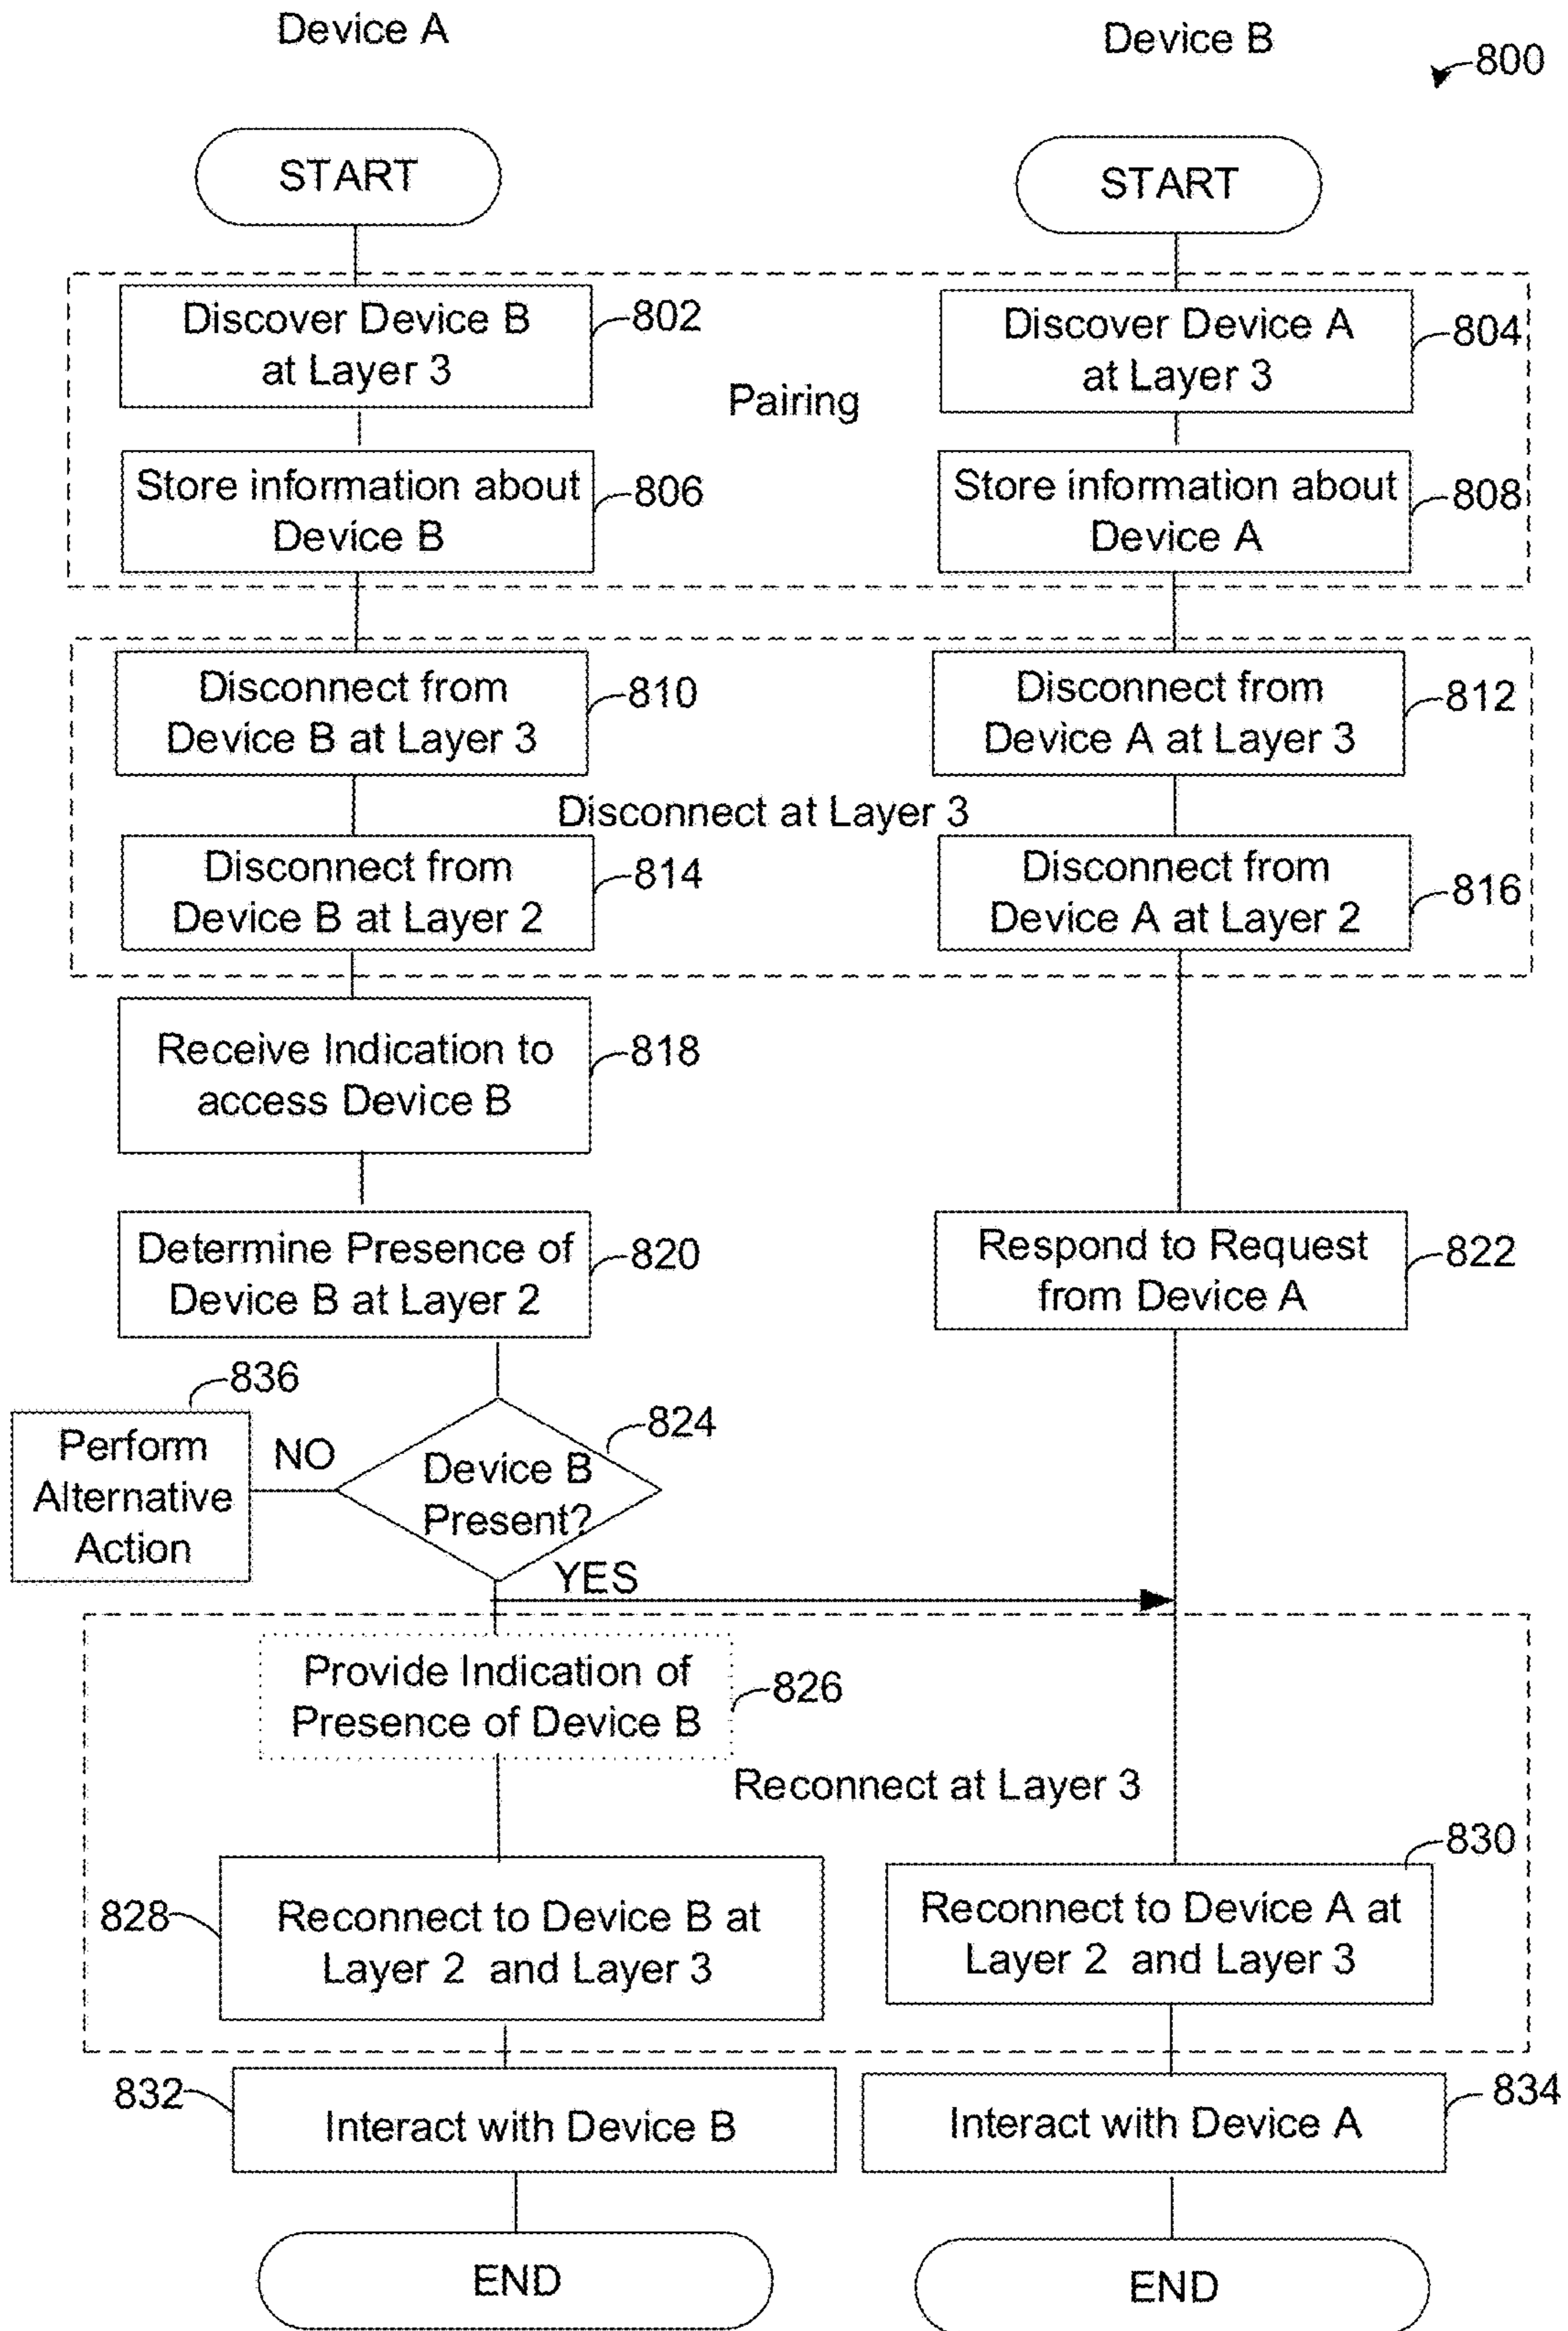 Device A
Device B
800
START
START
Discover Device B
at Layer 3
802
Discover Device A
at Layer 3
804
Pairing
Store information about
Device B
806
Store information about
Device A
808
Disconnect from
Device B at Layer 3
810
Disconnect from
Device A at Layer 3
812
Disconnect at Layer 3
Disconnect from
Device B at Layer 2
814
Disconnect from
Device A at Layer 2
816
Receive Indication to
access Device B
818
Determine Presence of
Device B at Layer 2
820
Respond to Request
from Device A
822
836
Perform
Alternative
Action
NO
Device B
Present?
824
YES
Provide Indication of
Presence of Device B
826
Reconnect at Layer 3
828
Reconnect to Device B at
Layer 2 and Layer 3
830
Reconnect to Device A at
Layer 2 and Layer 3
832
Interact with Device B
Interact with Device A
834
END
END